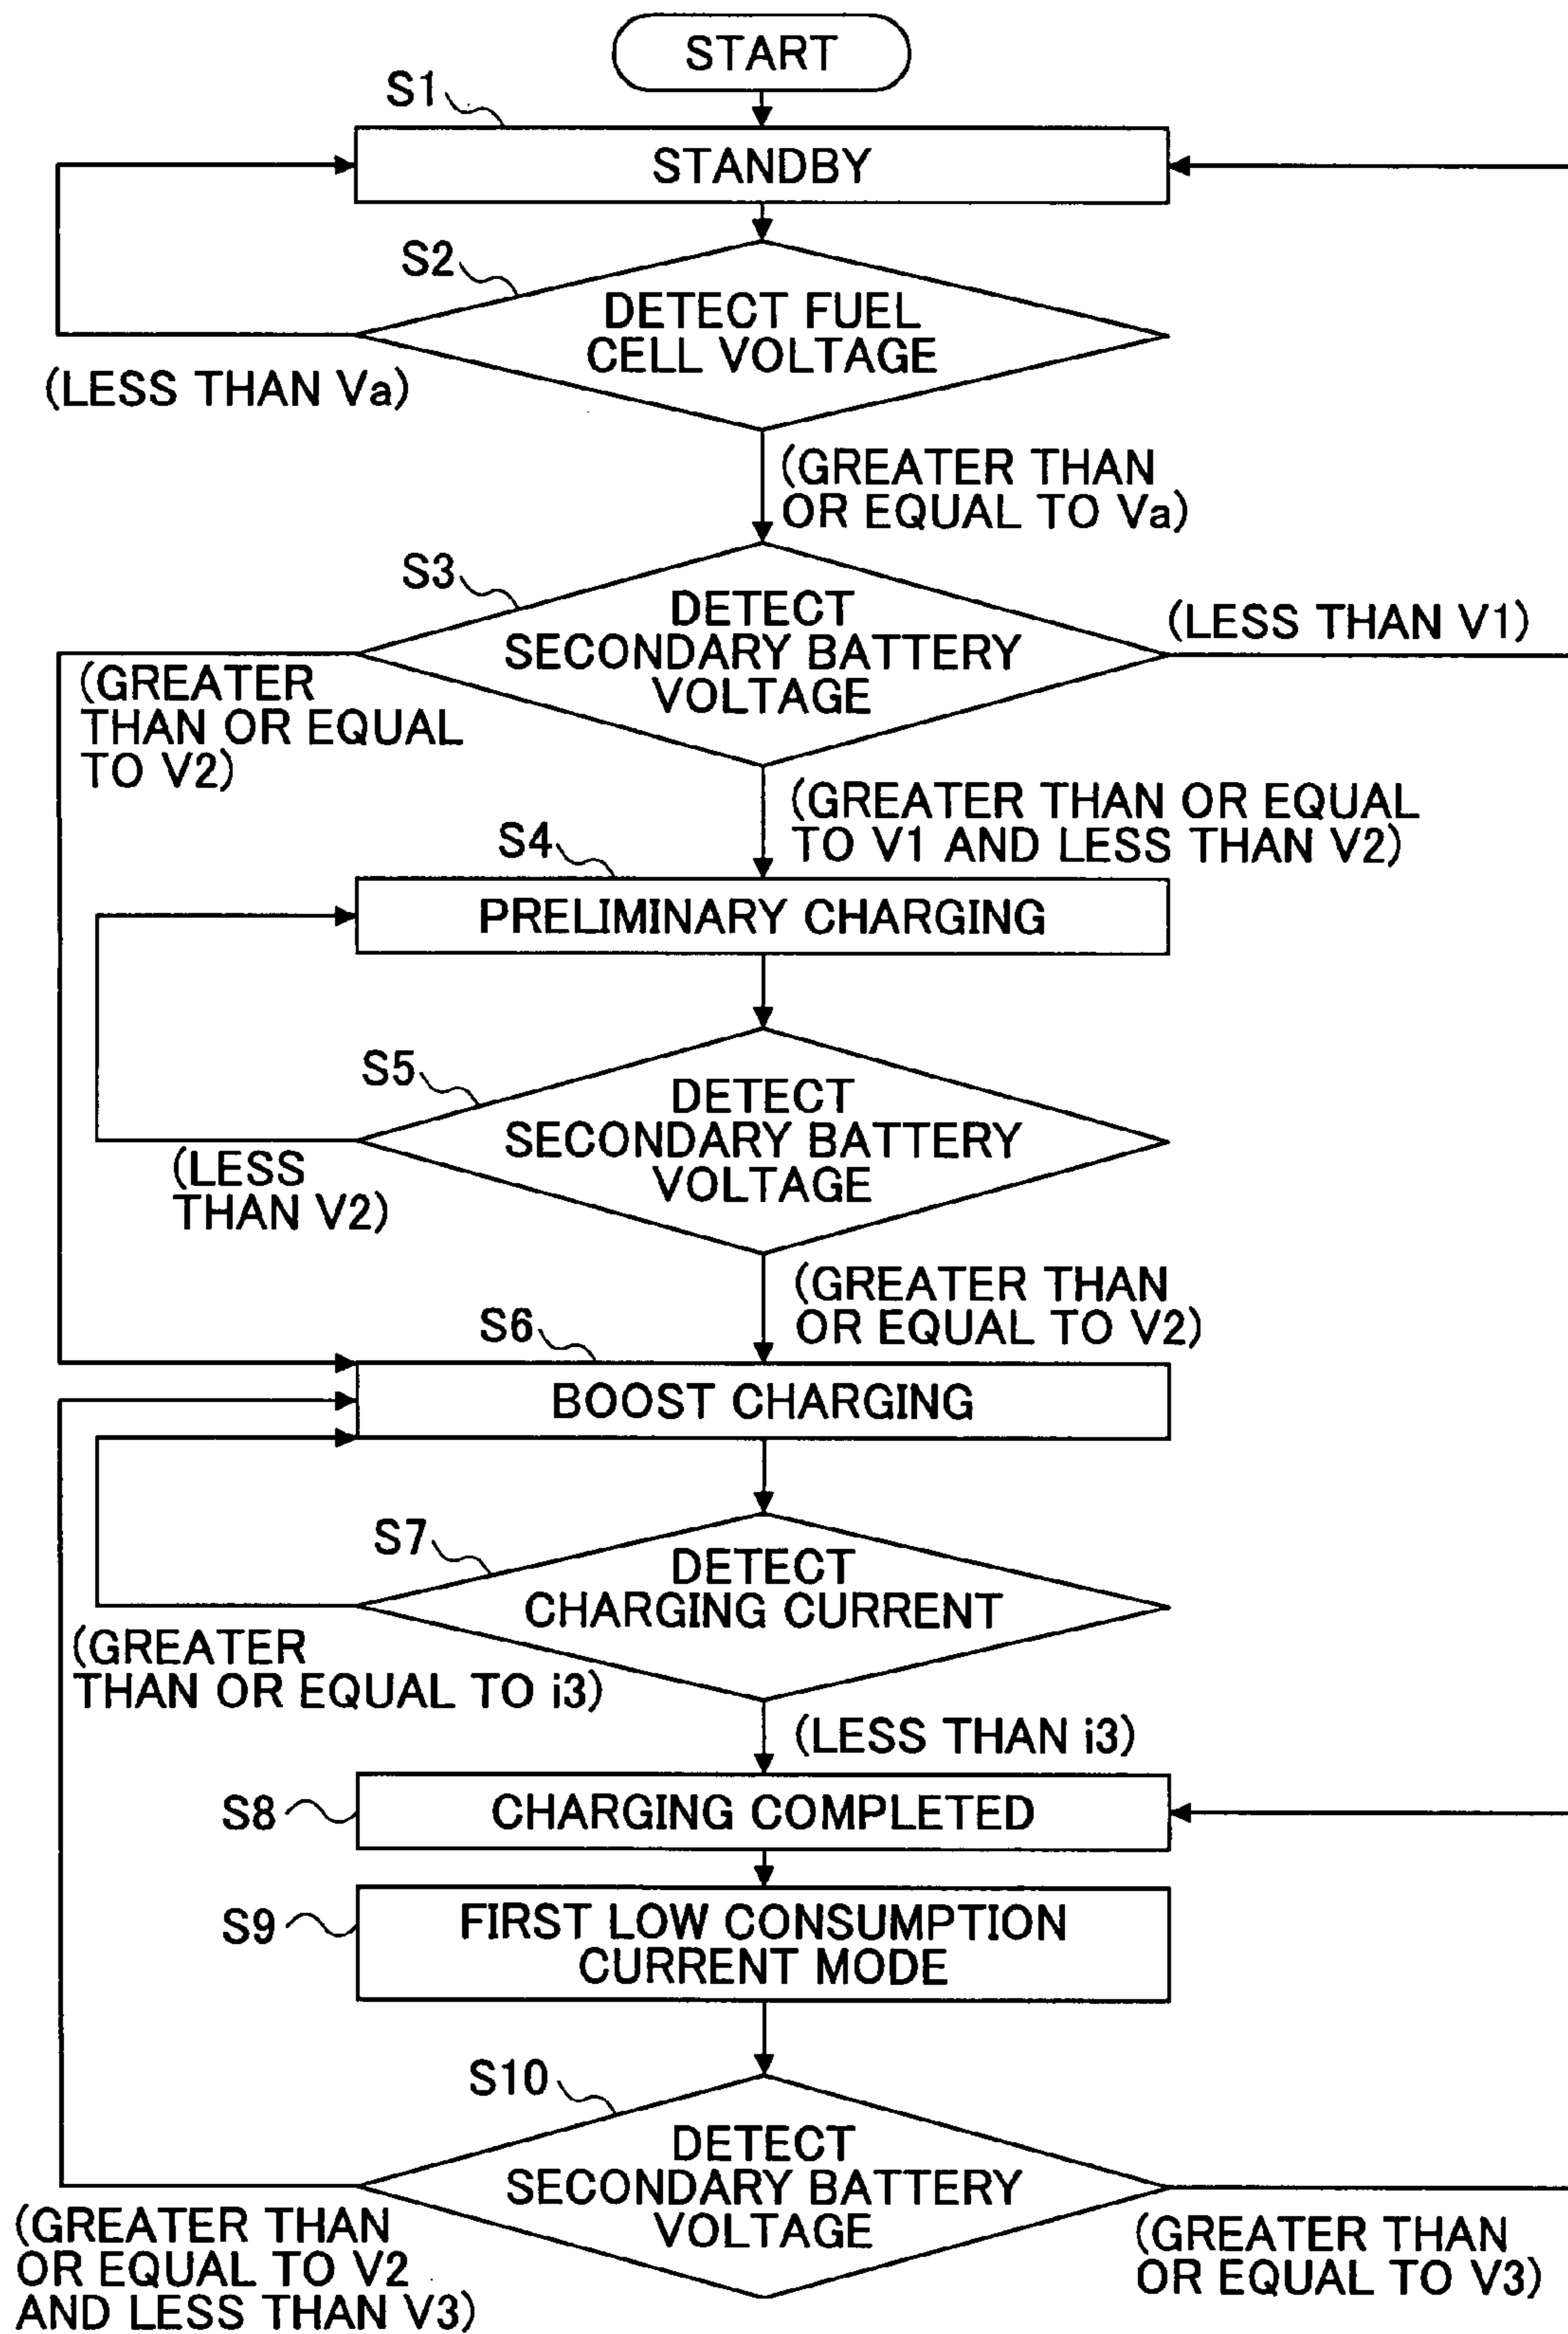 START
S1
STANDBY
S2
DETECT FUEL
CELL VOLTAGE
(LESS THAN Va)
(GREATER THAN
OR EQUAL TO Va)
S3
DETECT
SECONDARY BATTERY
VOLTAGE
(LESS THAN V1)
(GREATER
THAN OR EQUAL
TO V2)
(GREATER THAN OR EQUAL
TO V1 AND LESS THAN V2)
S4
PRELIMINARY CHARGING
S5
DETECT
SECONDARY BATTERY
VOLTAGE
(LESS
THAN V2)
(GREATER THAN
OR EQUAL TO V2)
S6
BOOST CHARGING
S7
DETECT
CHARGING CURRENT
(GREATER
THAN OR EQUAL TO i3)
(LESS THAN i3)
S8
CHARGING COMPLETED
S9
FIRST LOW CONSUMPTION
CURRENT MODE
S10
DETECT
SECONDARY BATTERY
VOLTAGE
(GREATER THAN
OR EQUAL TO V2
AND LESS THAN V3)
(GREATER THAN
OR EQUAL TO V3)